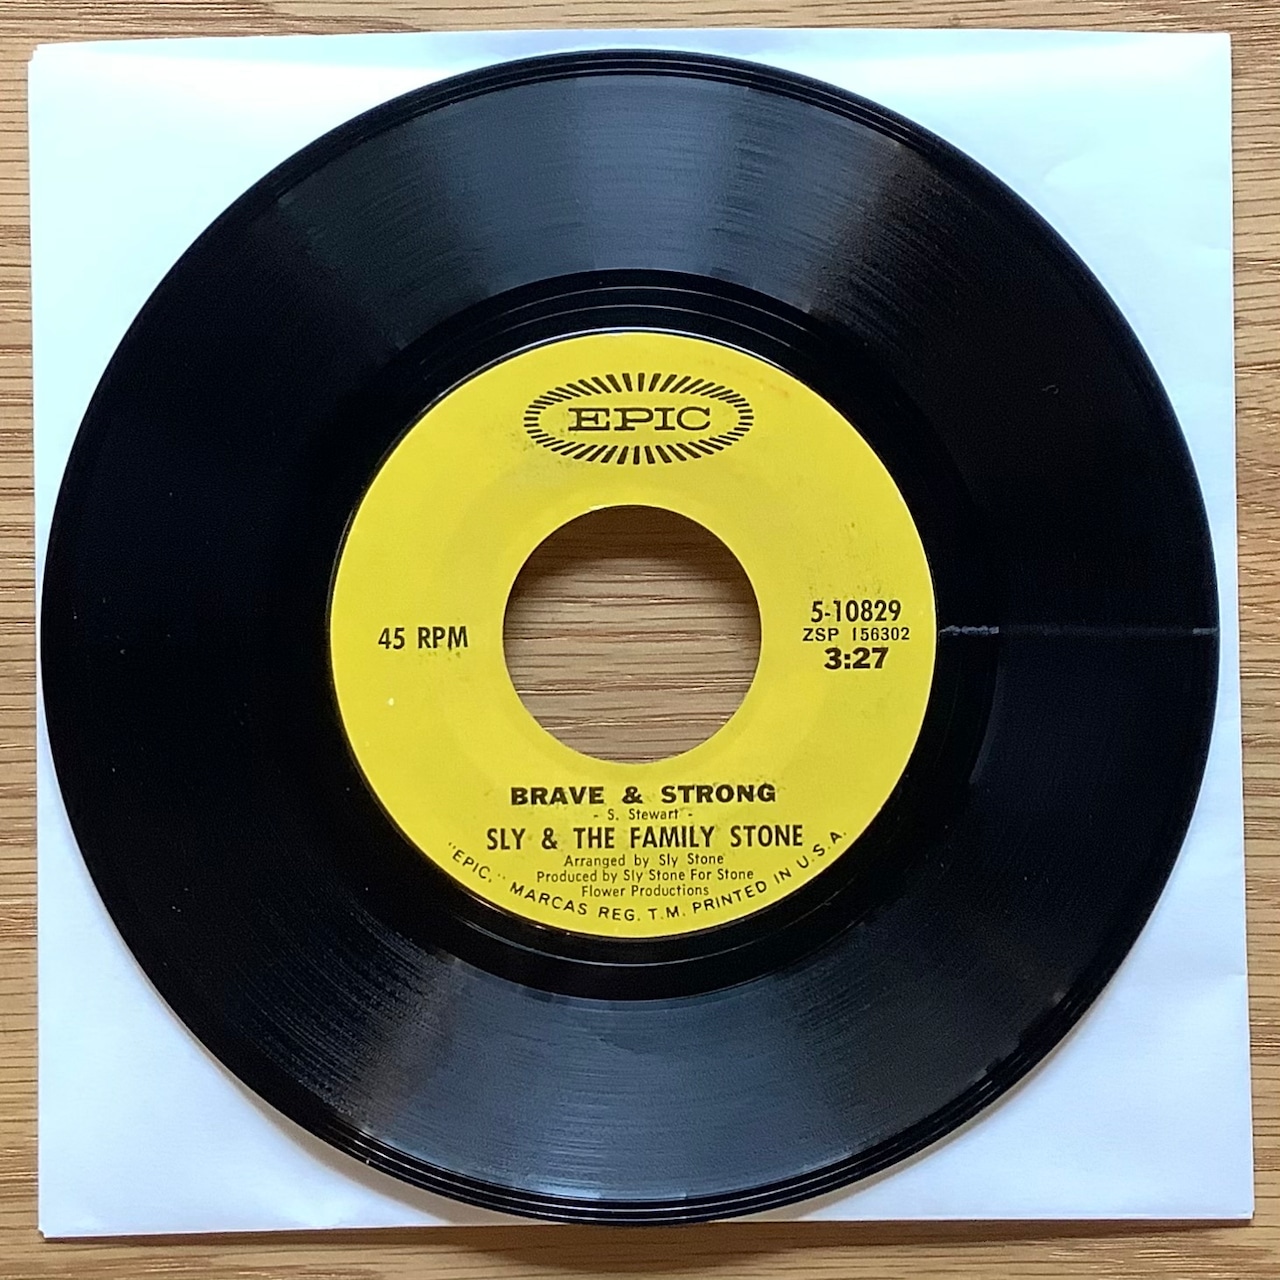 EPIC
45 RPM
5-10829
ZSP 156302
3:27
BRAVE & STRONG
- S. Stewart -
SLY & THE FAMILY STONE
Arranged by Sly Stone
Produced by Sly Stone For Stone
Flower Productions
"EPIC," MARCAS REG. T.M. PRINTED IN U.S.A.